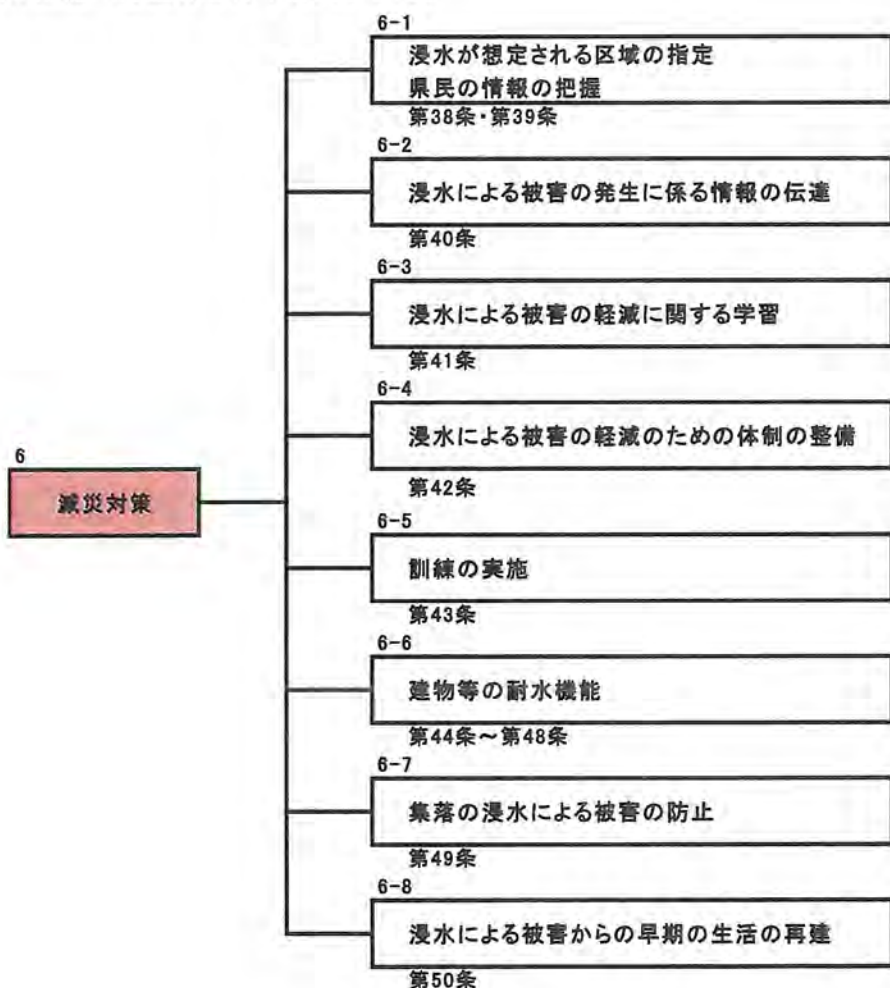 6-1
浸水が想定される区域の指定
県民の情報の把握
第38条・第39条
6-2
浸水による被害の発生に係る情報の伝達
第40条
6-3
浸水による被害の軽減に関する学習
第41条
6-4
浸水による被害の軽減のための体制の整備
第42条
6
減災対策
6-5
訓練の実施
第43条
6-6
建物等の耐水機能
第44条～第48条
6-7
集落の浸水による被害の防止
第49条
6-8
浸水による被害からの早期の生活の再建
第50条